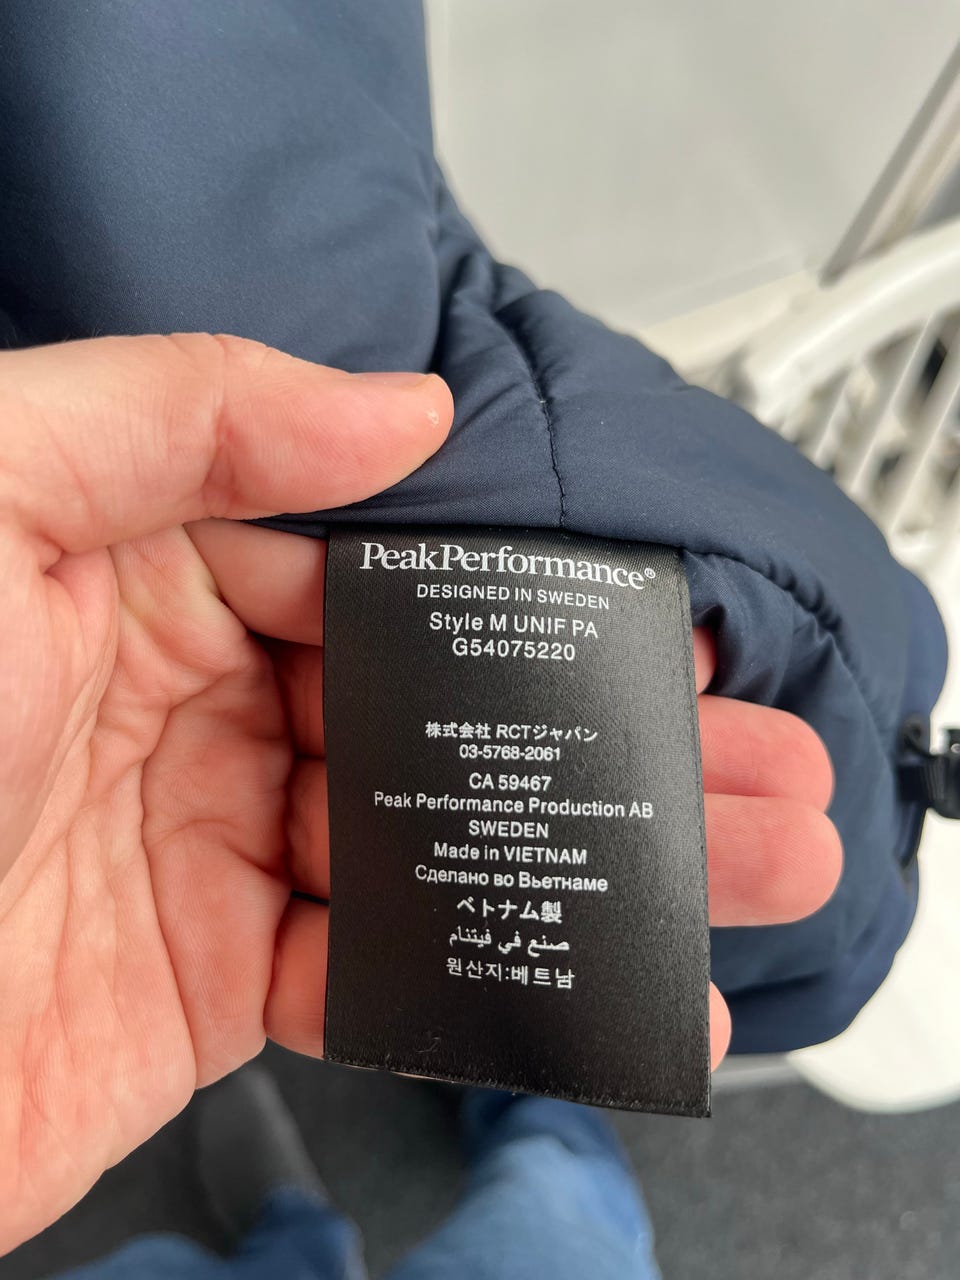 PeakPerformance®
DESIGNED IN SWEDEN
Style M UNIF PA
G54075220
株式会社 RCTジャパン
03-5768-2061
CA 59467
Peak Performance Production AB
SWEDEN
Made in VIETNAM
Сделано во Вьетнаме
ベトナム製
صنع في فيتنام
원산지:베트남